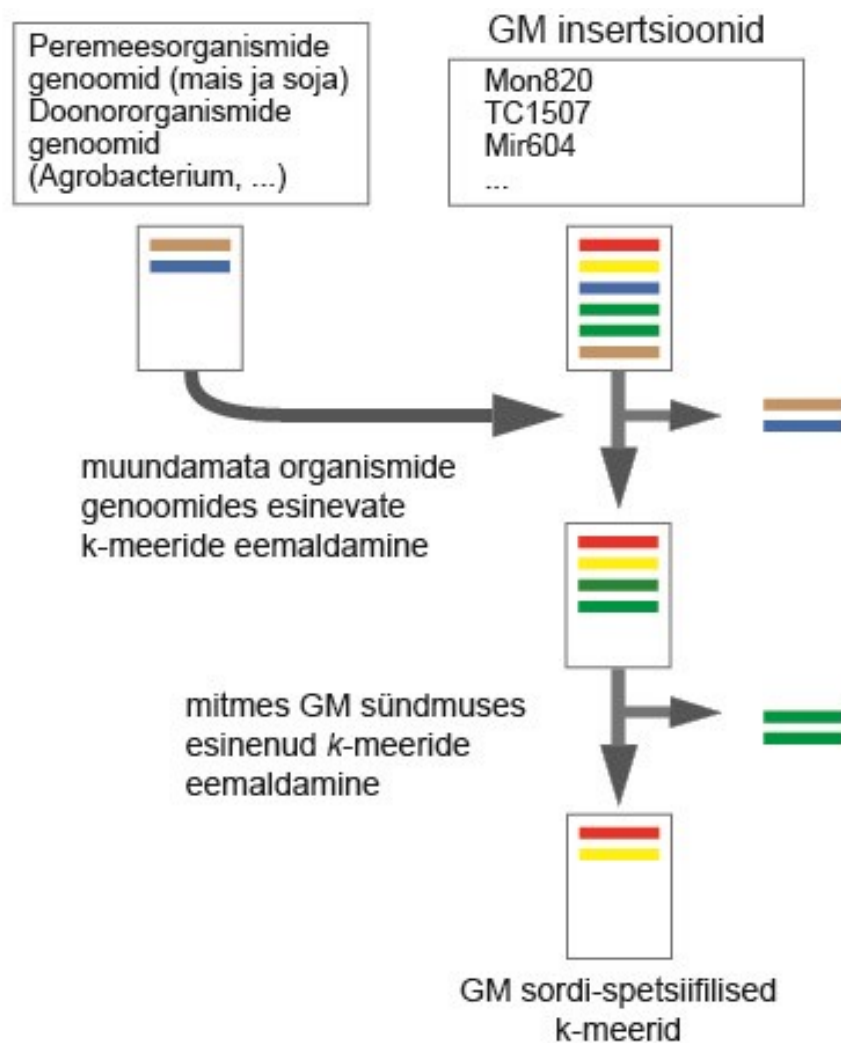 Peremeesorganismide
genoomid (mais ja soja)
Doonororganismide
genoomid
(Agrobacterium, ...)
GM insertsioonid
Mon820
TC1507
Mir604
...
muundamata organismide
genoomides esinevate
k-meeride eemaldamine
mitmes GM sündmuses
esinenud k-meeride
eemaldamine
GM sordi-spetsiifilised
k-meerid